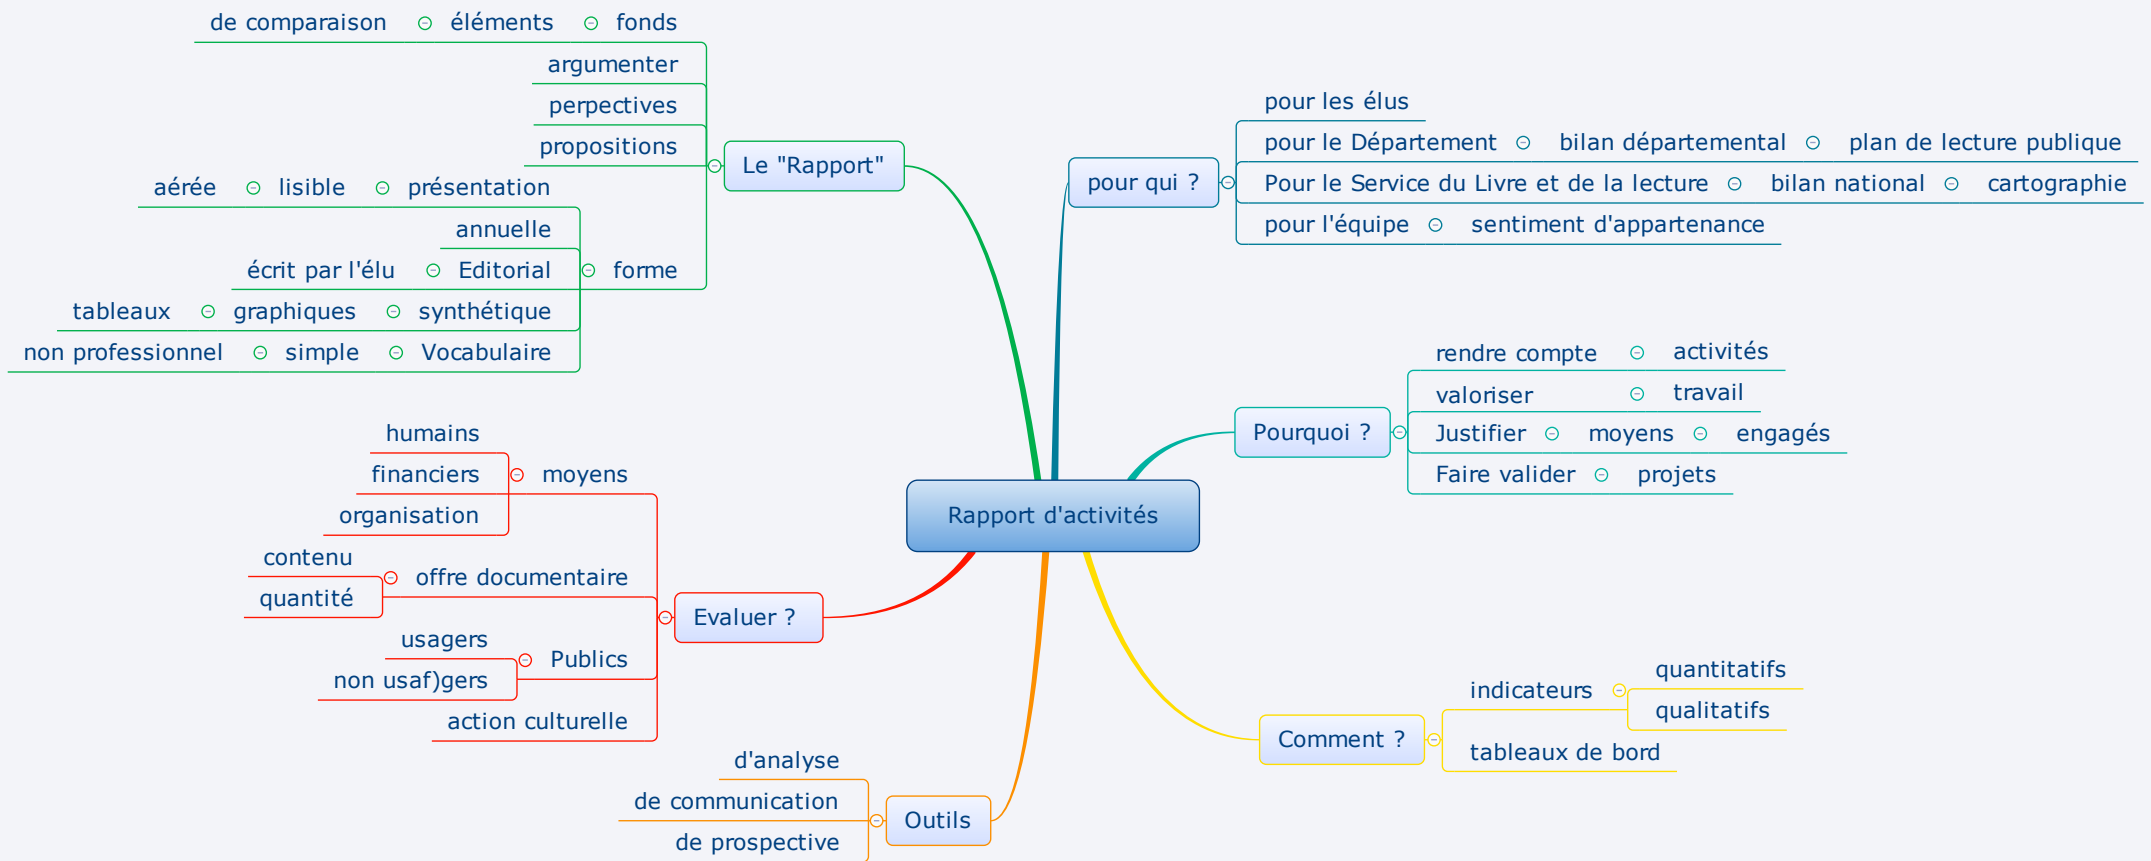 de comparaison éléments fonds
argumenter
perpectives
propositions
Le "Rapport"
aérée lisible présentation
annuelle
écrit par l'élu Editorial forme
tableaux graphiques synthétique
non professionnel simple Vocabulaire
pour qui ?
pour les élus
pour le Département bilan départemental plan de lecture publique
Pour le Service du Livre et de la lecture bilan national cartographie
pour l'équipe sentiment d'appartenance
Pourquoi ?
rendre compte activités
valoriser travail
Justifier moyens engagés
Faire valider projets
Rapport d'activités
humains
financiers moyens
organisation
contenu
offre documentaire
quantité
Evaluer ?
usagers
Publics
non usaf)gers
action culturelle
Comment ?
quantitatifs
indicateurs
qualitatifs
tableaux de bord
d'analyse
de communication
Outils
de prospective